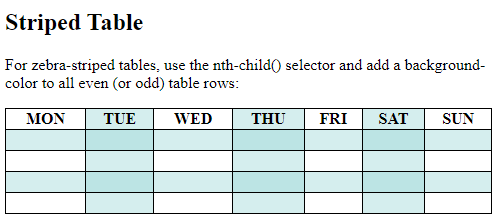 Striped Table
For zebra-striped tables, use the nth-child() selector and add a background-
color to all even (or odd) table rows:
MON TUE WED THU FRI SAT SUN